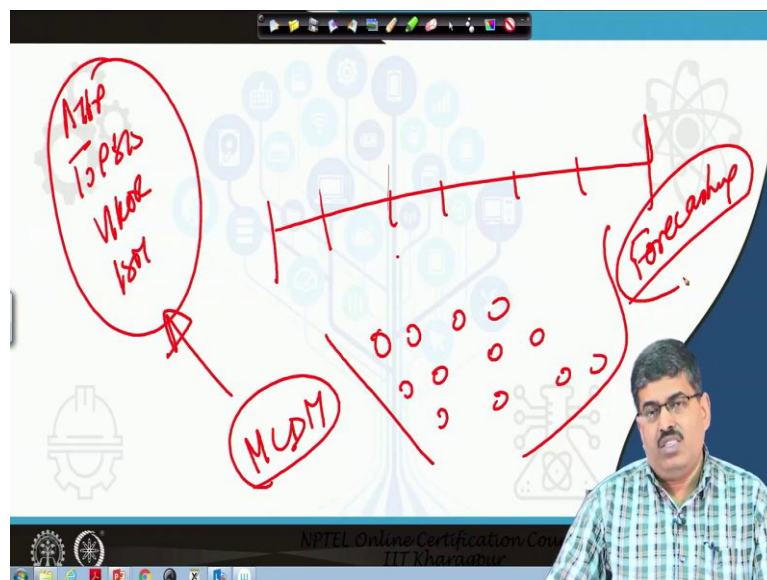 AHP
TOPSIS
VIKOR
ISM
Forecasting
MCDM
NPTEL Online Certification Cou
IIT Kharagpur